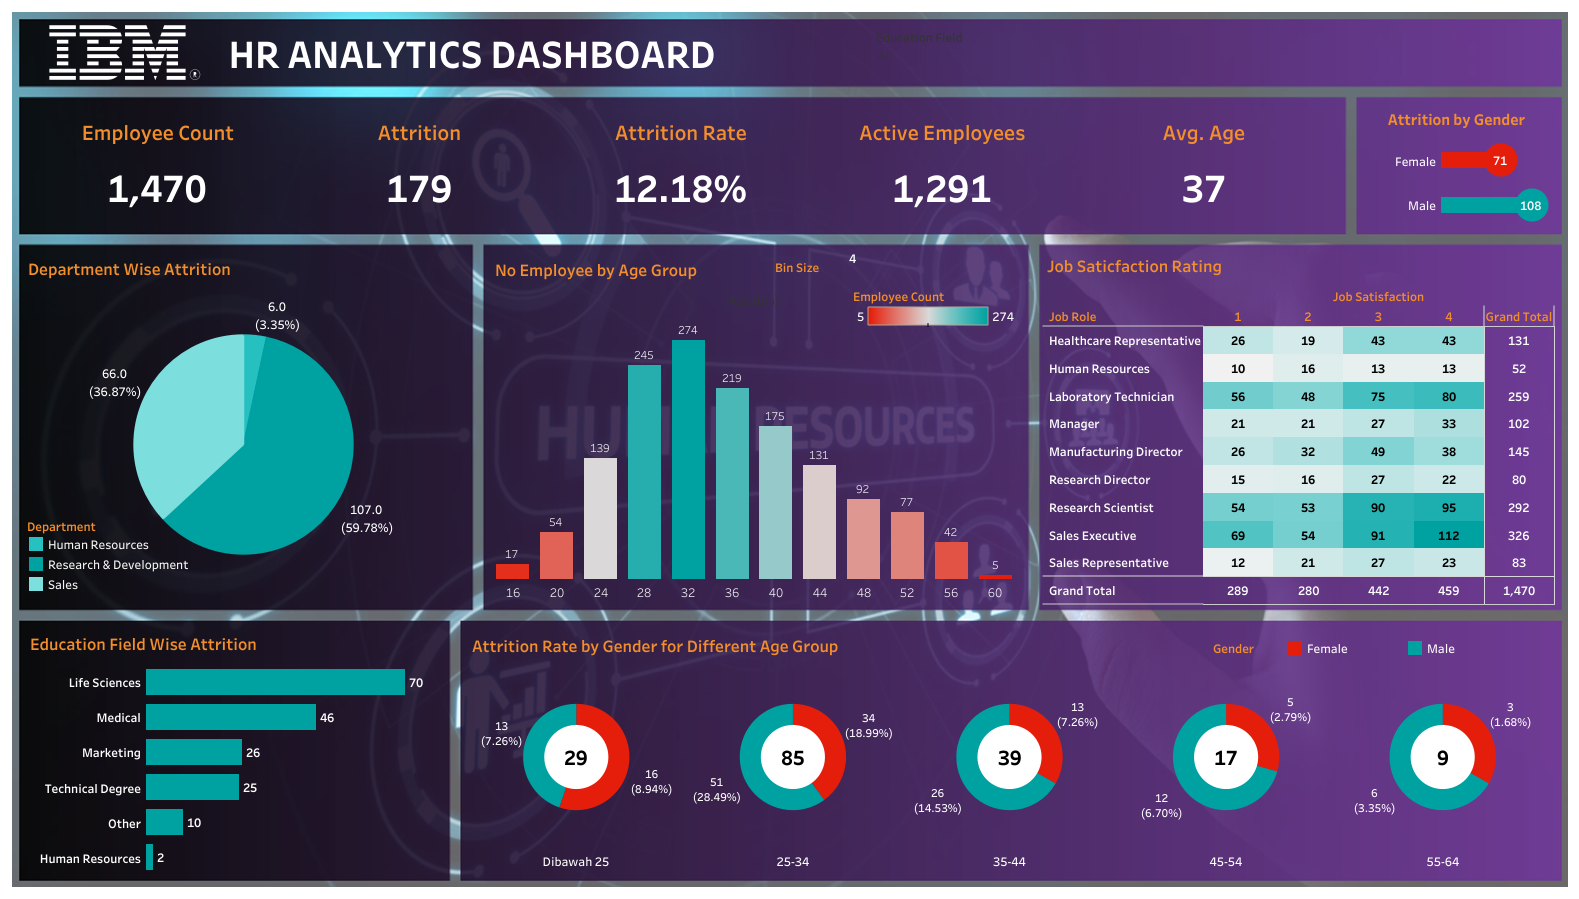 IBM®
HR ANALYTICS DASHBOARD
Education Field
Employee Count
1,470
Attrition
179
Attrition Rate
12.18%
Active Employees
1,291
Avg. Age
37
Attrition by Gender
Female 71
Male 108
Department Wise Attrition
6.0
(3.35%)
66.0
(36.87%)
107.0
(59.78%)
Department
Human Resources
Research & Development
Sales
No Employee by Age Group
Bin Size
4
Employee Count
5 274
17 54 139 245 274 219 175 131 92 77 42 5
16 20 24 28 32 36 40 44 48 52 56 60
HUMAN RESOURCES
Job Saticfaction Rating
Job Satisfaction
Job Role 1 2 3 4 Grand Total
Healthcare Representative 26 19 43 43 131
Human Resources 10 16 13 13 52
Laboratory Technician 56 48 75 80 259
Manager 21 21 27 33 102
Manufacturing Director 26 32 49 38 145
Research Director 15 16 27 22 80
Research Scientist 54 53 90 95 292
Sales Executive 69 54 91 112 326
Sales Representative 12 21 27 23 83
Grand Total 289 280 442 459 1,470
Education Field Wise Attrition
Life Sciences 70
Medical 46
Marketing 26
Technical Degree 25
Other 10
Human Resources 2
Attrition Rate by Gender for Different Age Group
Gender Female Male
13
(7.26%)
29
16
(8.94%)
Dibawah 25
34
(18.99%)
85
51
(28.49%)
25-34
13
(7.26%)
39
26
(14.53%)
35-44
5
(2.79%)
17
12
(6.70%)
45-54
3
(1.68%)
9
6
(3.35%)
55-64